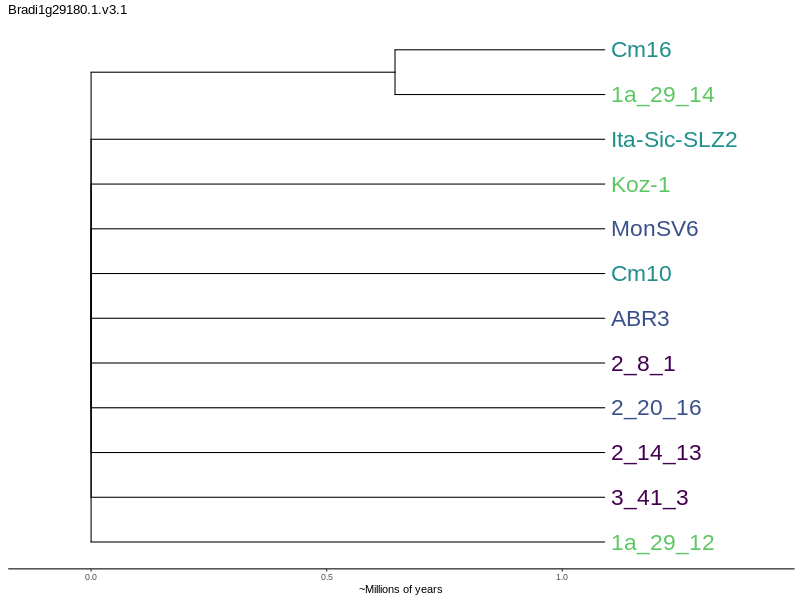 Bradi1g29180.1.v3.1
Cm16
1a_29_14
Ita-Sic-SLZ2
Koz-1
MonSV6
Cm10
ABR3
2_8_1
2_20_16
2_14_13
3_41_3
1a_29_12
0.0 0.5 1.0
~Millions of years